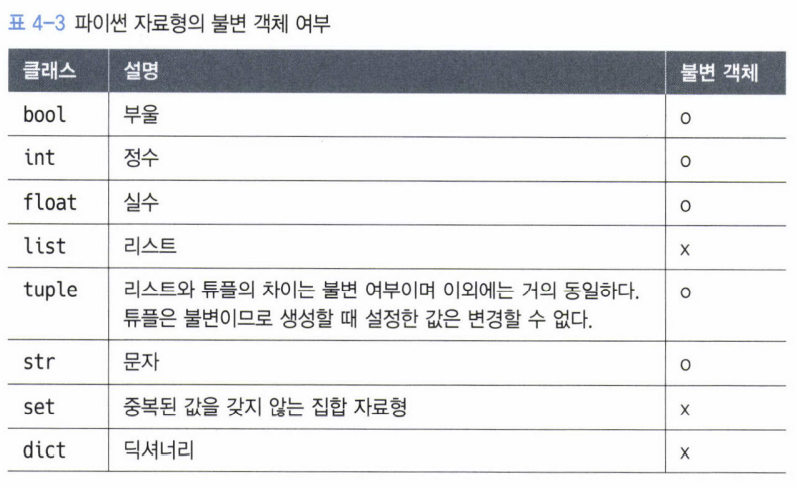 표 4-3 파이썬 자료형의 불변 객체 여부
클래스 설명 불변 객체
bool 부울 o
int 정수 o
float 실수 o
list 리스트 x
tuple 리스트와 튜플의 차이는 불변 여부이며 이외에는 거의 동일하다. o
튜플은 불변이므로 생성할 때 설정한 값은 변경할 수 없다.
str 문자 o
set 중복된 값을 갖지 않는 집합 자료형 x
dict 딕셔너리 x